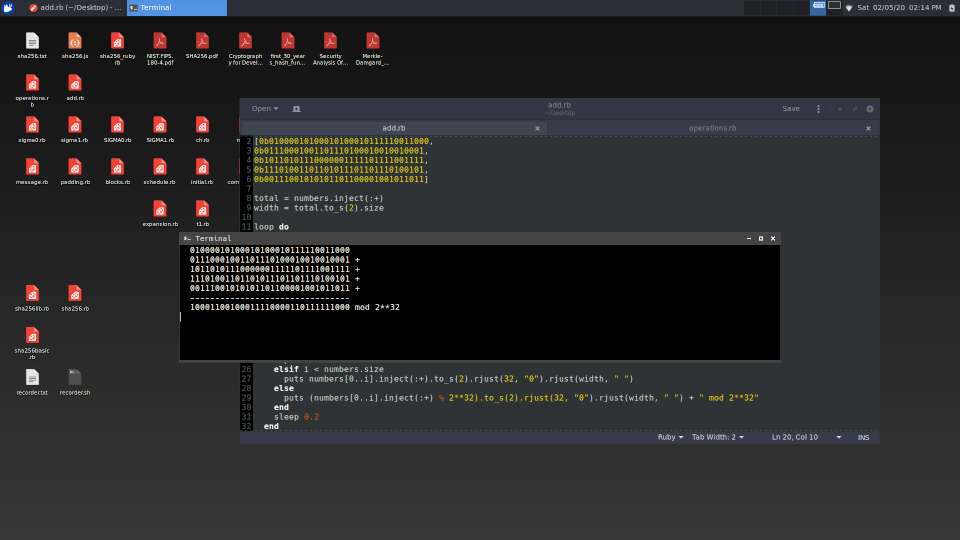 add.rb (~/Desktop) - ...
Terminal
Sat 02/05/20 02:14 PM
sha256.txt
sha256.js
sha256_ruby.rb
NIST.FIPS.180-4.pdf
SHA256.pdf
Cryptography for Devel...
first_30_years_hash_fun...
Security Analysis Of...
Merkle-Damgard_...
operations.rb
add.rb
sigma0.rb
sigma1.rb
SIGMA0.rb
SIGMA1.rb
ch.rb
message.rb
padding.rb
blocks.rb
schedule.rb
initial.rb
com
expansion.rb
t1.rb
sha256lib.rb
sha256.rb
sha256basic.rb
recorder.txt
recorder.sh
Open
add.rb
~/Desktop
Save
add.rb
operations.rb
2 [0b01000010100010100010111110011000,
3 0b01110001001101110100010010010001,
4 0b10110101110000001111101111001111,
5 0b11101001101101011101101110100101,
6 0b00111001010101101100001001011011]
7
8 total = numbers.inject(:+)
9 width = total.to_s(2).size
10
11 loop do
Terminal
01000010100010100010111110011000
01110001001101110100010010010001 +
10110101110000001111101111001111 +
11101001101101011101101110100101 +
00111001010101101100001001011011 +
--------------------------------
10001100100011110000110111111000 mod 2**32
26 elsif i < numbers.size
27 puts numbers[0..i].inject(:+).to_s(2).rjust(32, "0").rjust(width, " ")
28 else
29 puts (numbers[0..i].inject(:+) % 2**32).to_s(2).rjust(32, "0").rjust(width, " ") + " mod 2**32"
30 end
31 sleep 0.2
32 end
Ruby
Tab Width: 2
Ln 20, Col 10
INS